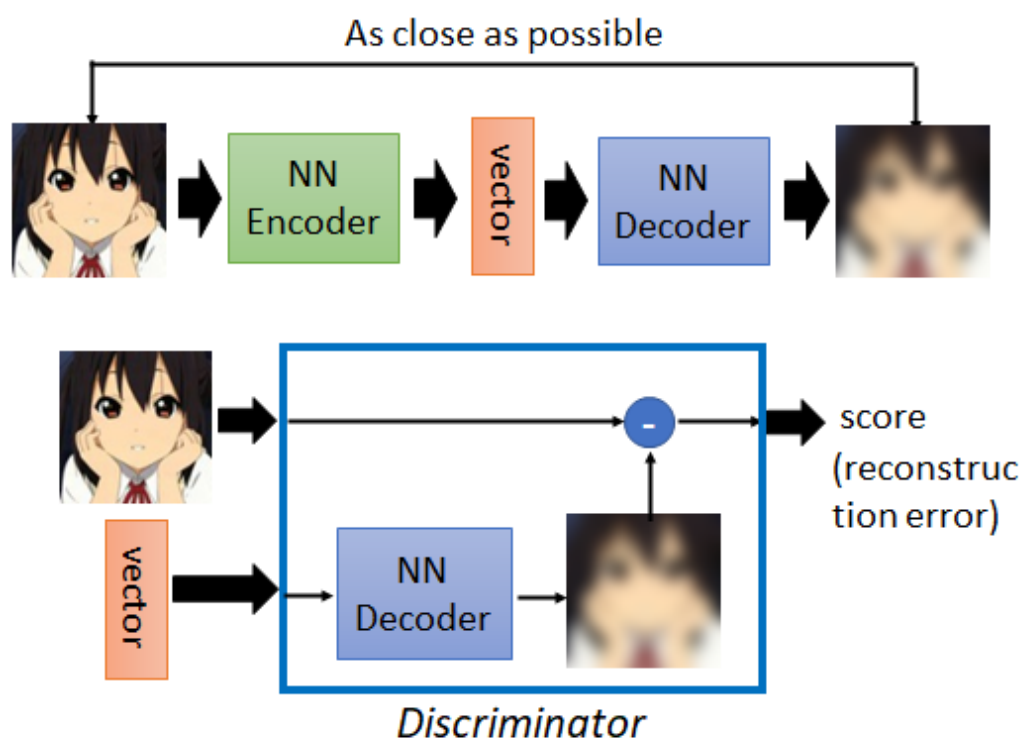 As close as possible
NN
Encoder
vector
NN
Decoder
-
score
(reconstruc
tion error)
vector
NN
Decoder
Discriminator